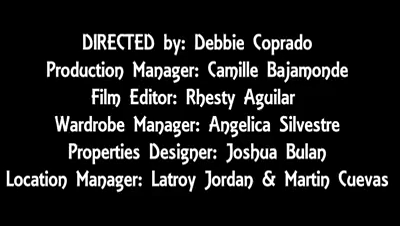 DIRECTED by: Debbie Coprado
Production Manager: Camille Bajamonde
Film Editor: Rhesty Aguilar
Wardrobe Manager: Angelica Silvestre
Properties Designer: Joshua Bulan
Location Manager: Latroy Jordan & Martin Cuevas